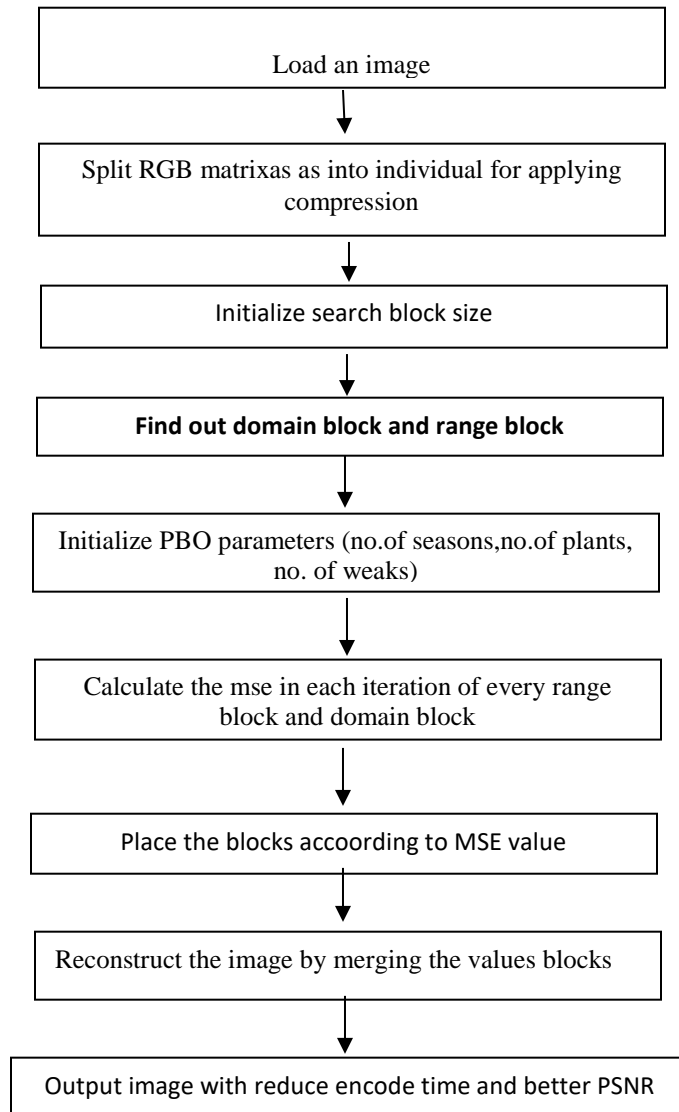 Load an image
Split RGB matrixas as into individual for applying
compression
Initialize search block size
Find out domain block and range block
Initialize PBO parameters (no.of seasons,no.of plants,
no. of weaks)
Calculate the mse in each iteration of every range
block and domain block
Place the blocks accoording to MSE value
Reconstruct the image by merging the values blocks
Output image with reduce encode time and better PSNR